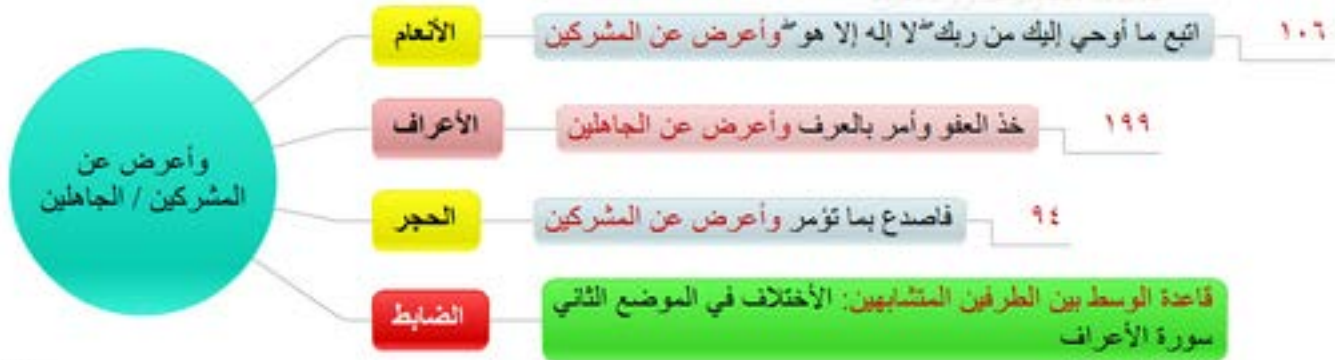 وأعرض عن
المشركين / الجاهلين
الأنعام
اتبع ما أوحي إليك من ربك ۖ لا إله إلا هو ۖ وأعرض عن المشركين
١٠٦
الأعراف
خذ العفو وأمر بالعرف وأعرض عن الجاهلين
١٩٩
الحجر
فاصدع بما تؤمر وأعرض عن المشركين
٩٤
الضابط
قاعدة الوسط بين الطرفين المتشابهين: الأختلاف في الموضع الثاني
سورة الأعراف